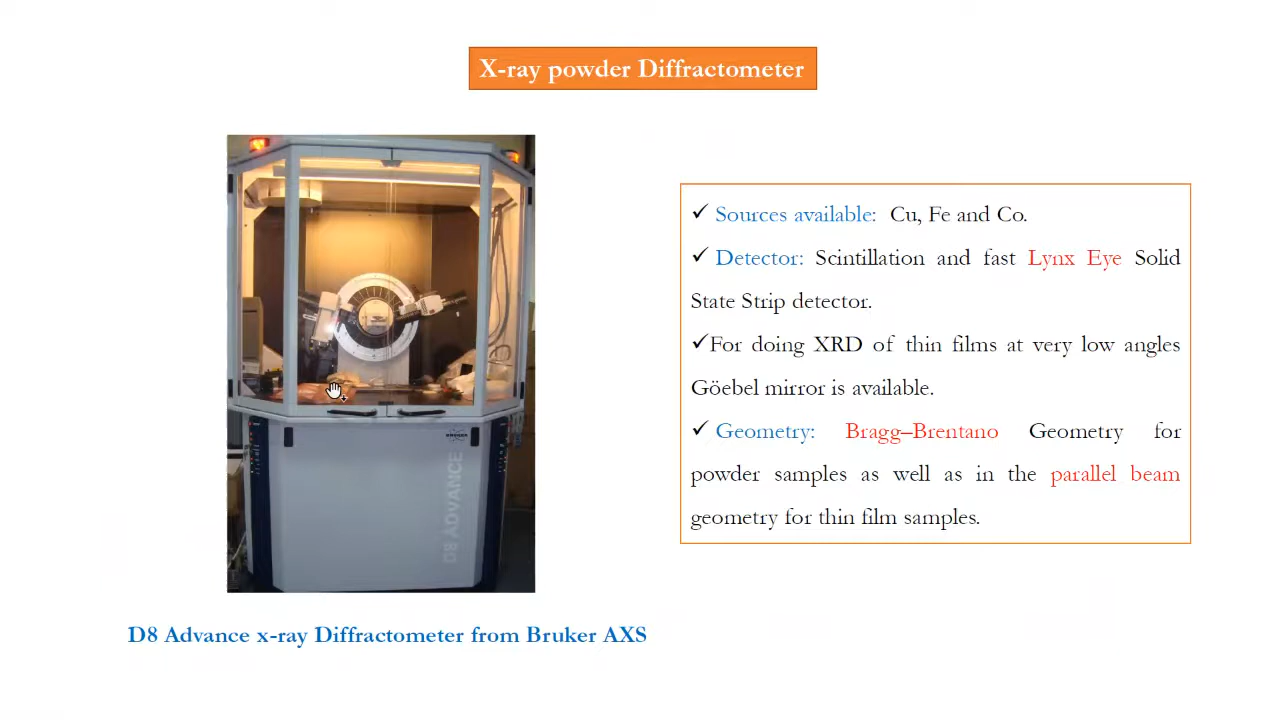 X-ray powder Diffractometer
✓ Sources available: Cu, Fe and Co.
✓ Detector: Scintillation and fast Lynx Eye Solid
State Strip detector.
✓For doing XRD of thin films at very low angles
Göebel mirror is available.
✓ Geometry: Bragg–Brentano Geometry for
powder samples as well as in the parallel beam
geometry for thin film samples.
BRUKER
D8 ADVANCE
D8 Advance x-ray Diffractometer from Bruker AXS